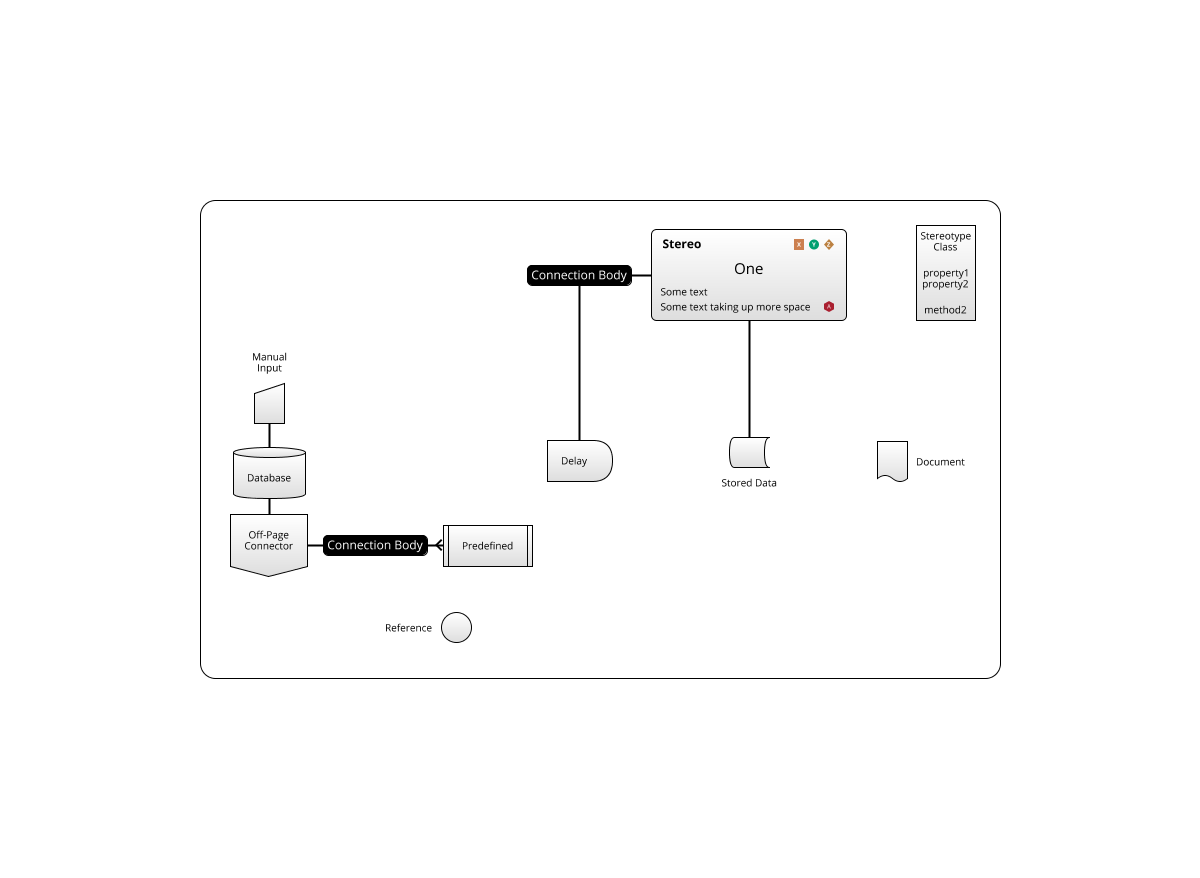 Stereo
X Y Z
One
Some text
Some text taking up more space
A
Connection Body
Stereotype
Class
property1
property2
method2
Manual
Input
Database
Delay
Stored Data
Document
Off-Page
Connector
Connection Body
Predefined
Reference